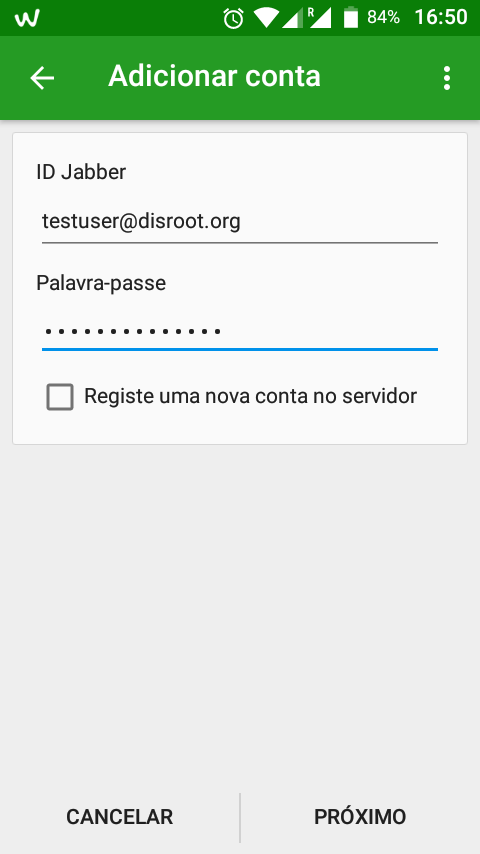 R 84% 16:50
Adicionar conta
ID Jabber
testuser@disroot.org
Palavra-passe
••••••••••••••
Registe uma nova conta no servidor
CANCELAR PRÓXIMO